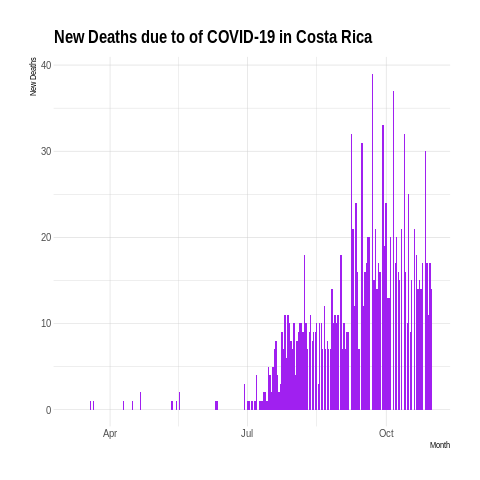 New Deaths due to of COVID-19 in Costa Rica
New Deaths
40
30
20
10
0
Apr
Jul
Oct
Month